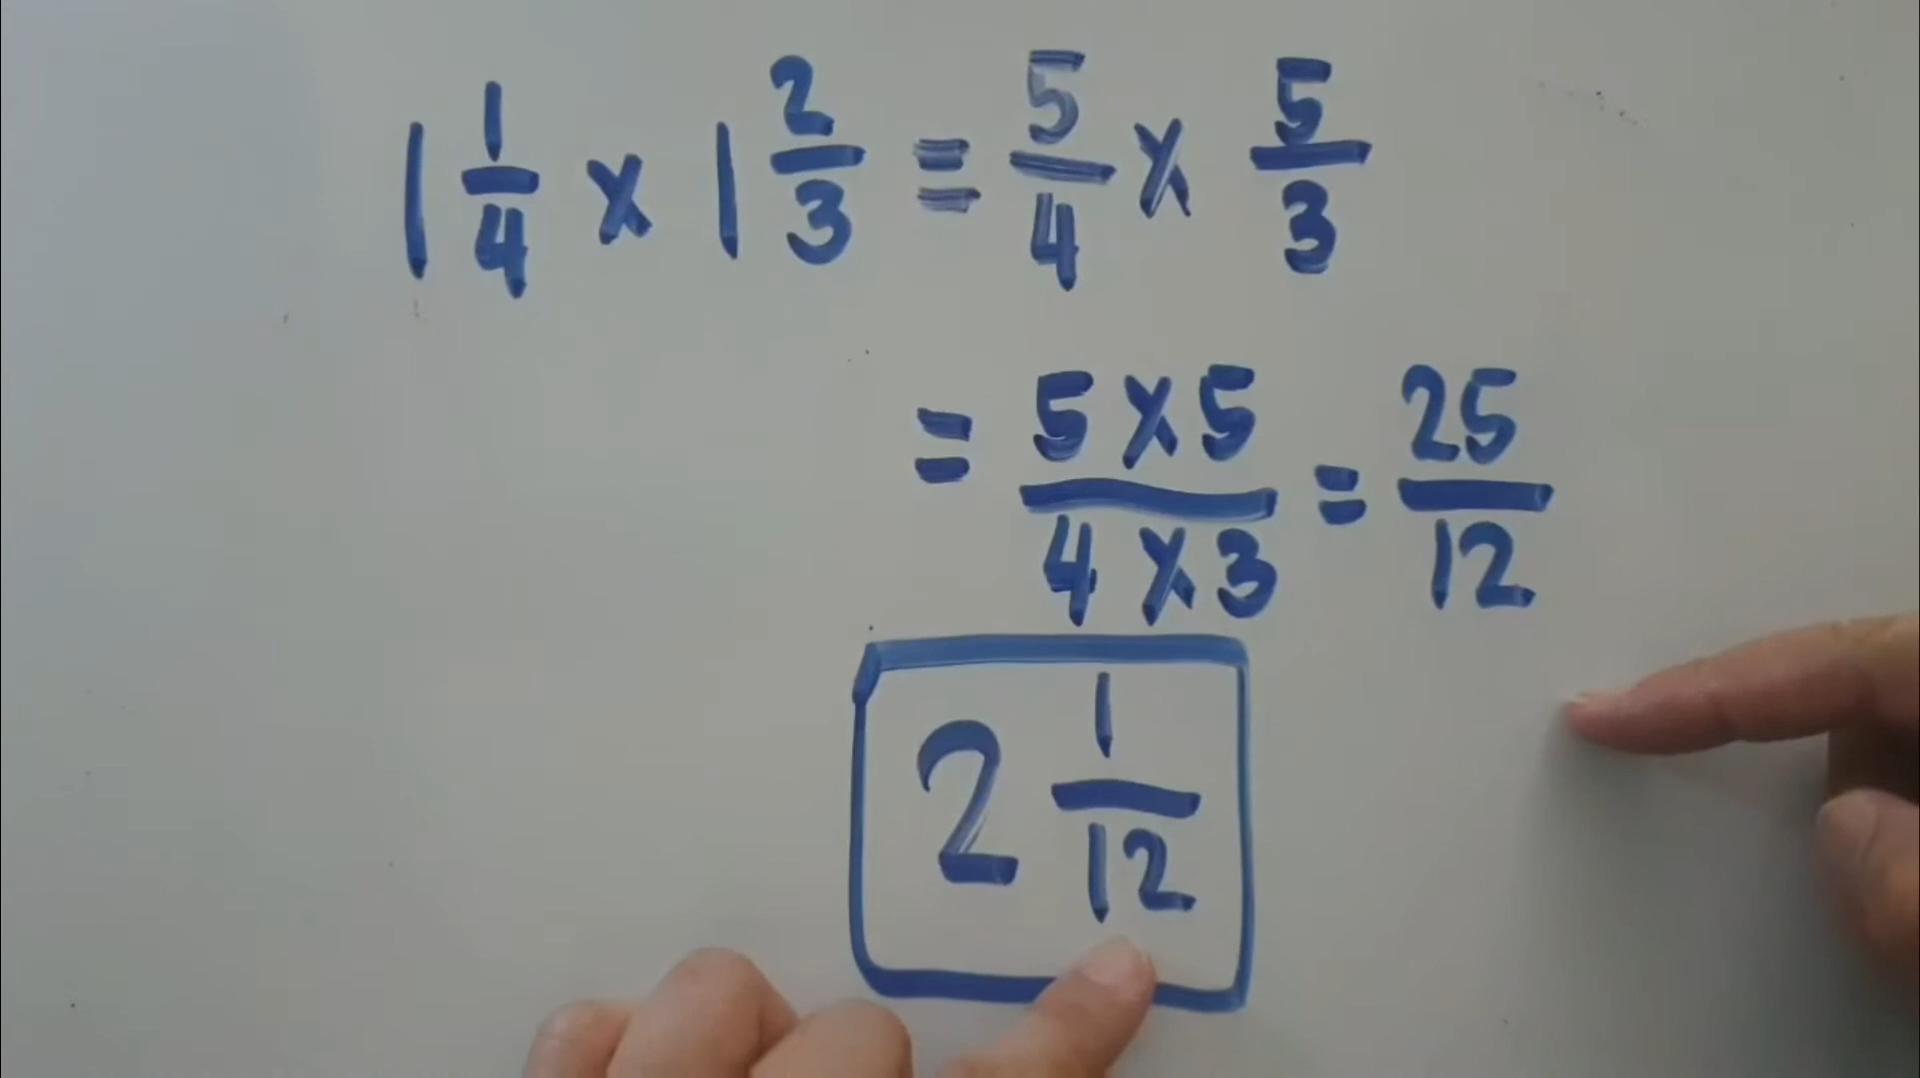 1 1/4 x 1 2/3 = 5/4 x 5/3
= 5 x 5 / 4 x 3 = 25/12
2 1/12